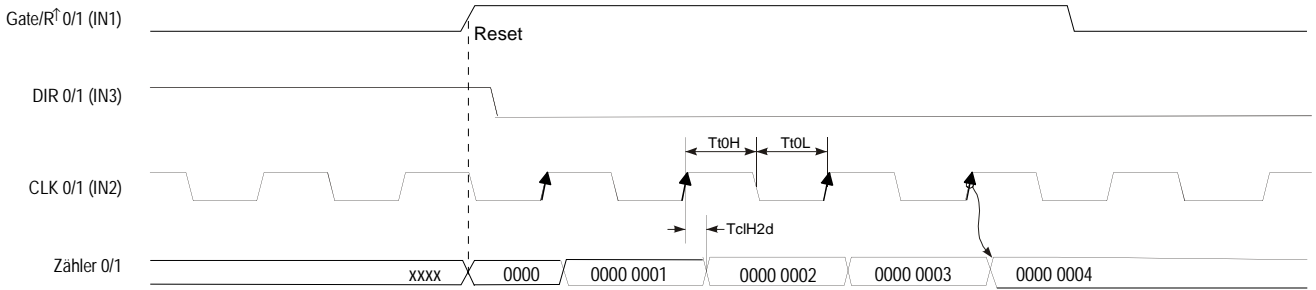 Gate/R↑ 0/1 (IN1)
Reset
DIR 0/1 (IN3)
Tt0H Tt0L
CLK 0/1 (IN2)
TclH2d
Zähler 0/1 xxxx 0000 0000 0001 0000 0002 0000 0003 0000 0004